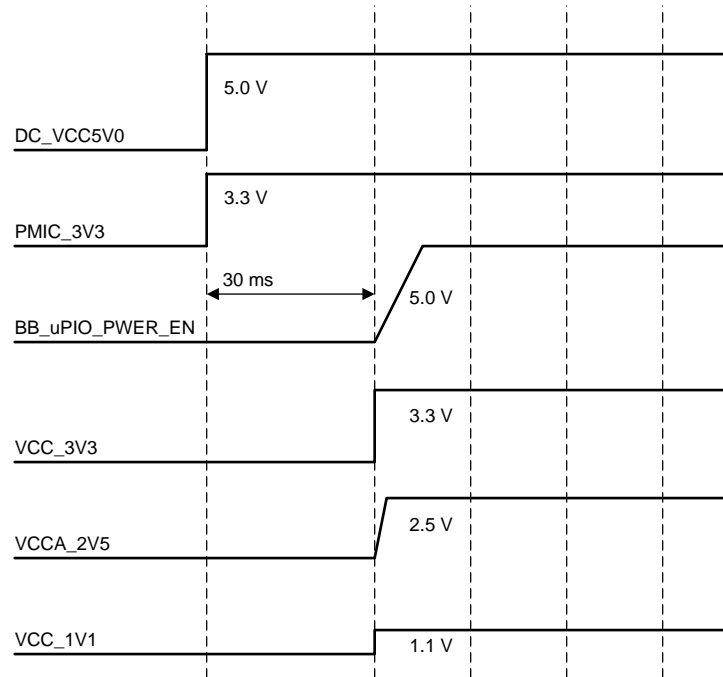 5.0 V
DC_VCC5V0
3.3 V
PMIC_3V3
30 ms
5.0 V
BB_uPIO_PWER_EN
3.3 V
VCC_3V3
2.5 V
VCCA_2V5
VCC_1V1
1.1 V